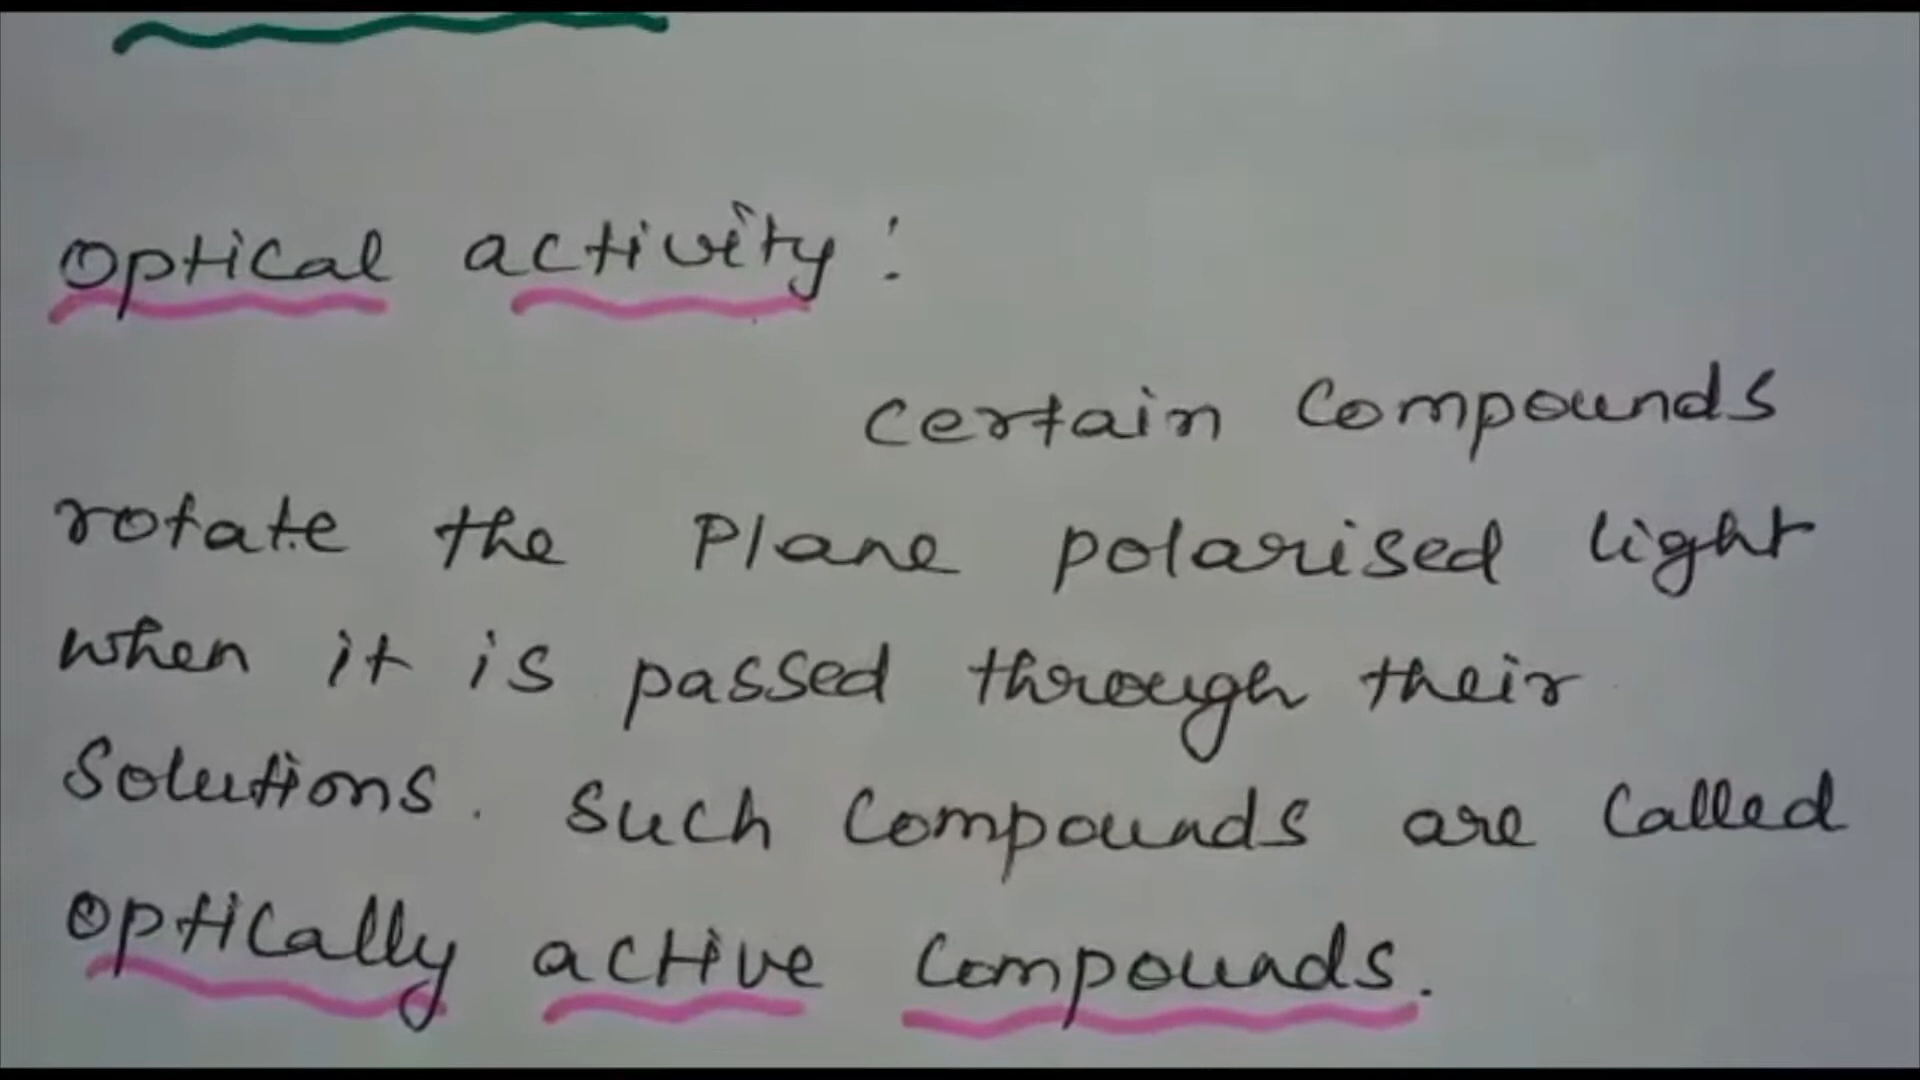 Optical activity:
Certain Compounds
rotate the Plane polarised light
when it is passed through their
Solutions. Such Compounds are Called
Optically active Compounds.